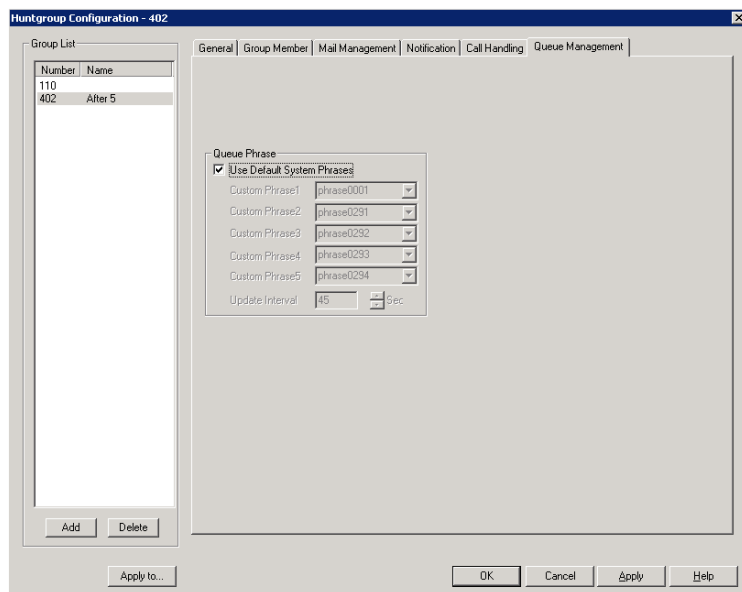 Huntgroup Configuration - 402
Group List
Number Name
110
402 After 5
Add Delete
Apply to...
General Group Member Mail Management Notification Call Handling Queue Management
Queue Phrase
Use Default System Phrases
Custom Phrase1 phrase0001
Custom Phrase2 phrase0291
Custom Phrase3 phrase0292
Custom Phrase4 phrase0293
Custom Phrase5 phrase0294
Update Interval 45 Sec
OK Cancel Apply Help